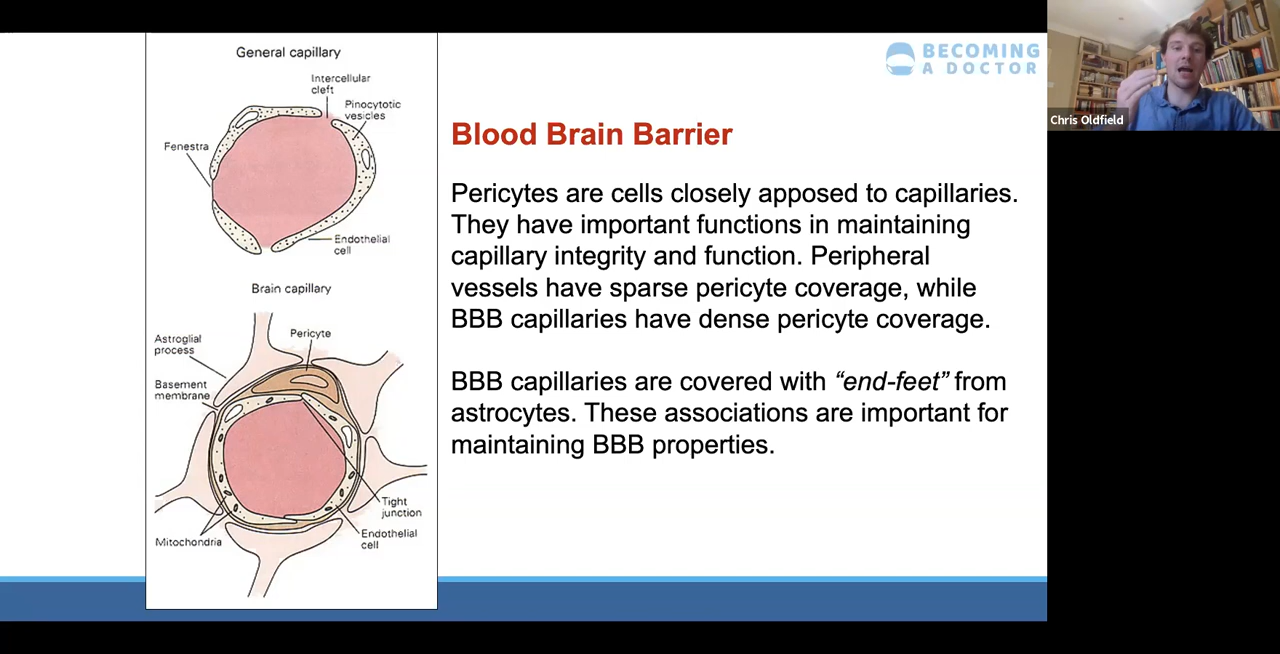 General capillary
Intercellular
cleft
Pinocytotic
vesicles
Fenestra
Endothelial
cell
Brain capillary
Pericyte
Astroglial
process
Basement
membrane
Tight
junction
Endothelial
cell
Mitochondria
BECOMING
A DOCTOR
Blood Brain Barrier
Pericytes are cells closely apposed to capillaries.
They have important functions in maintaining
capillary integrity and function. Peripheral
vessels have sparse pericyte coverage, while
BBB capillaries have dense pericyte coverage.
BBB capillaries are covered with “end-feet” from
astrocytes. These associations are important for
maintaining BBB properties.
Chris Oldfield